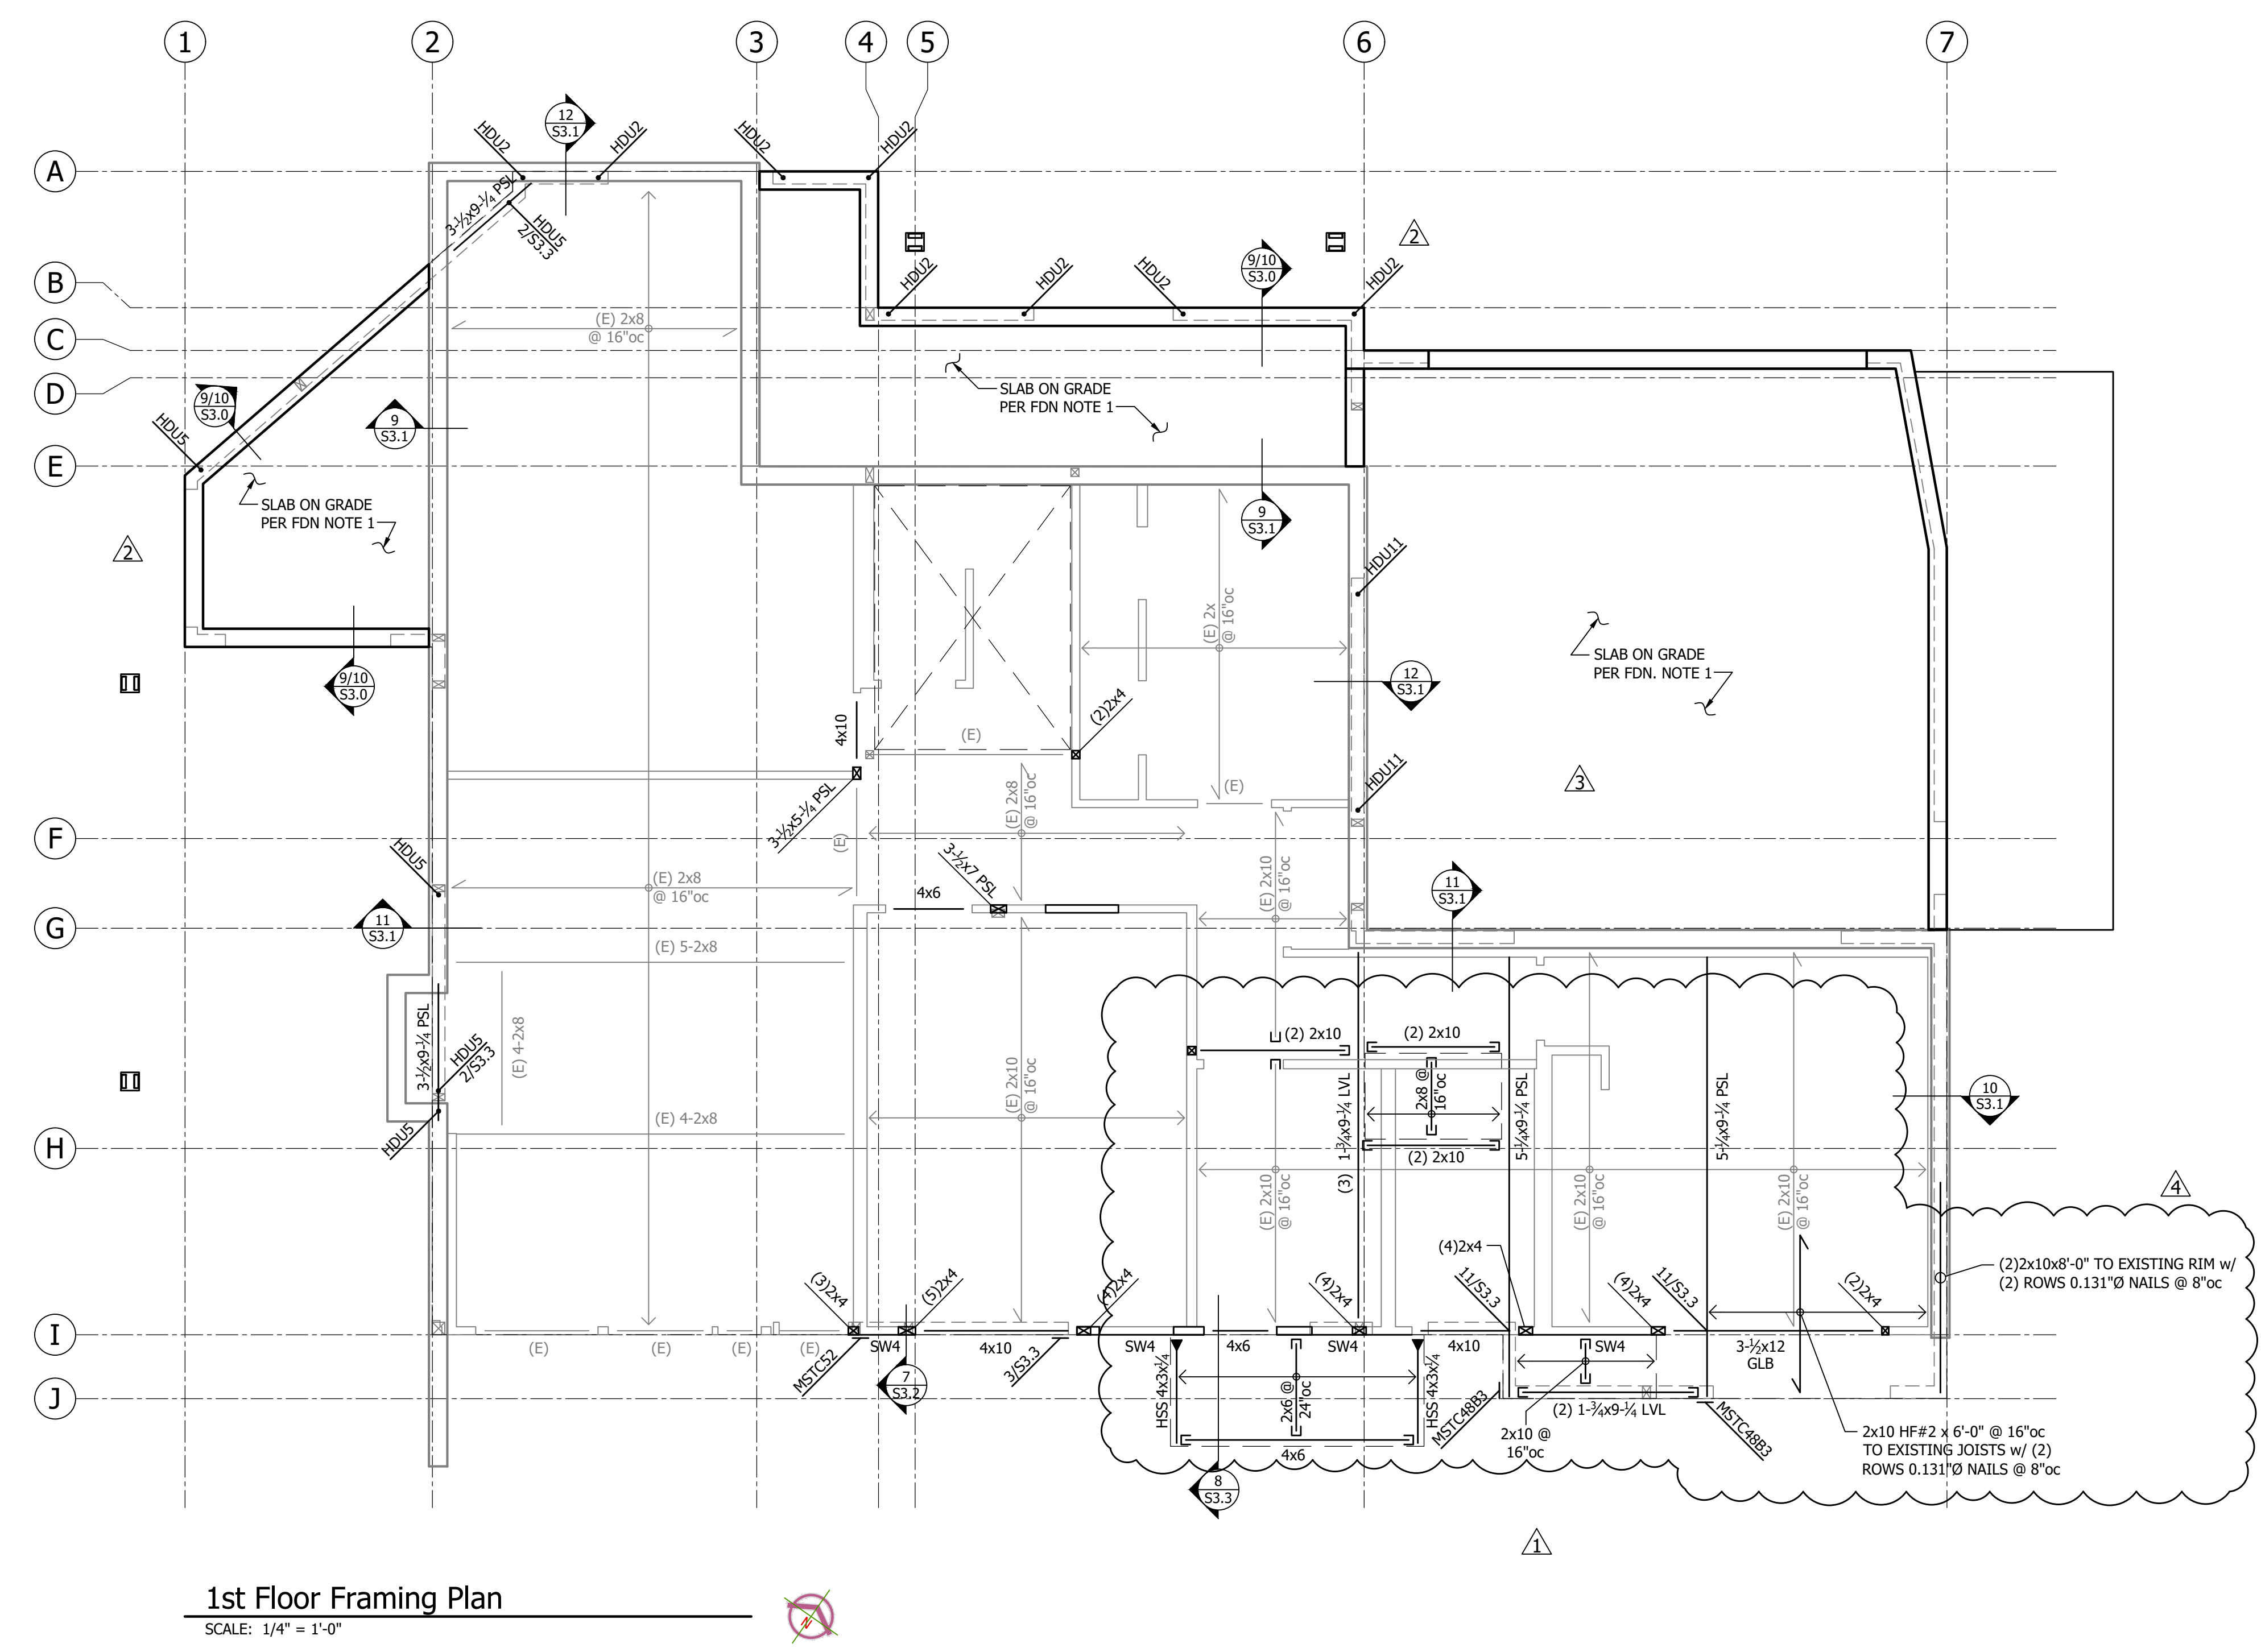 1
2
3
4
5
6
7
A
B
C
D
E
F
G
H
I
J
HDU2
12
S3.1
HDU2
HDU2
HDU2
3-½x9-¼ PSL
HDU5
2/S3.3
2
HDU2
HDU2
HDU2
9/10
S3.0
HDU2
(E) 2x8
@ 16"oc
9/10
S3.0
9
S3.1
HDU5
SLAB ON GRADE
PER FDN NOTE 1
SLAB ON GRADE
PER FDN NOTE 1
9
S3.1
2
HDU11
(E) 2x
@ 16"oc
SLAB ON GRADE
PER FDN. NOTE 1
9/10
S3.0
12
S3.1
4x10
(E)
(2)2x4
(E)
HDU11
3
3-½x5-¼ PSL
(E)
(E) 2x8
@ 16"oc
HDU5
(E) 2x8
@ 16"oc
4x6
3-½x7 PSL
(E) 2x10
@ 16"oc
11
S3.1
11
S3.1
(E) 5-2x8
3-½x9-¼ PSL
HDU5
2/S3.3
(E) 4-2x8
(E) 4-2x8
HDU5
(E) 2x10
@ 16"oc
(2) 2x10
(2) 2x10
(3) 1-¾x9-¼ LVL
2x8 @
16"oc
(2) 2x10
5-¼x9-¼ PSL
5-¼x9-¼ PSL
10
S3.1
(E) 2x10
@ 16"oc
(E) 2x10
@ 16"oc
(E) 2x10
@ 16"oc
4
(2)2x10x8'-0" TO EXISTING RIM w/
(2) ROWS 0.131"Ø NAILS @ 8"oc
(3)2x4
(5)2x4
(4)2x4
(4)2x4
(4)2x4
11/S3.3
(4)2x4
11/S3.3
(2)2x4
(E)
(E)
(E)
(E)
SW4
4x10
SW4
4x6
SW4
4x10
SW4
3-½x12
GLB
MSTC52
7
S3.2
3/S3.3
HSS 4x3x¼
2x6 @
24"oc
HSS 4x3x¼
4x6
8
S3.3
MSTC48B3
2x10 @
16"oc
(2) 1-¾x9-¼ LVL
MSTC48B3
2x10 HF#2 x 6'-0" @ 16"oc
TO EXISTING JOISTS w/ (2)
ROWS 0.131"Ø NAILS @ 8"oc
1
1st Floor Framing Plan
SCALE: 1/4" = 1'-0"
N